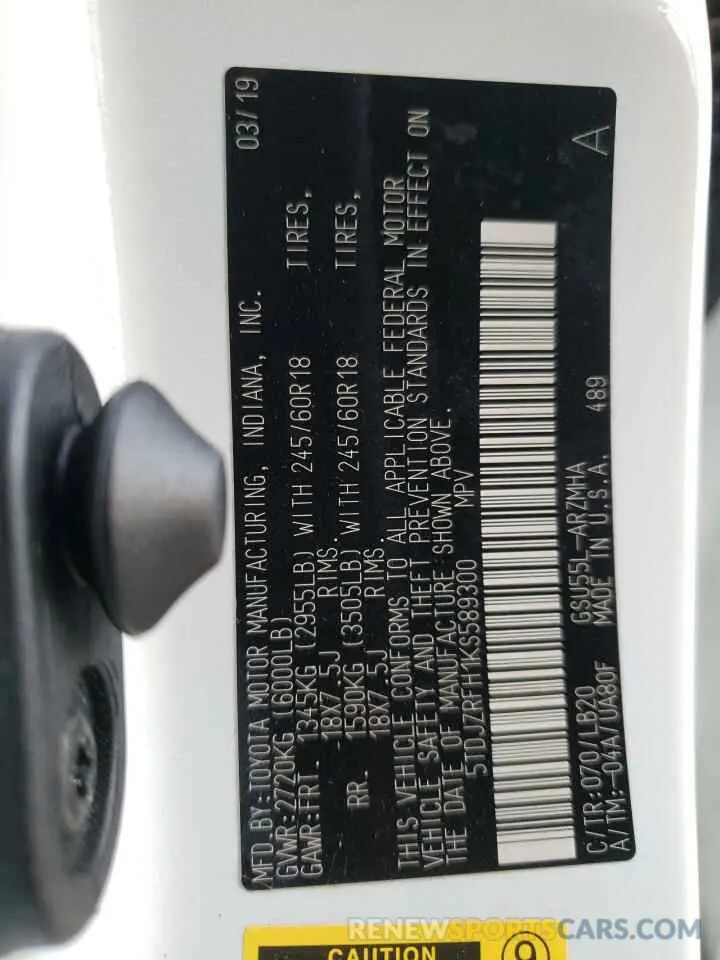 MFD.BY:TOYOTA MOTOR MANUFACTURING, INDIANA, INC. 03/19
GVWR:2720KG (6000LB)
GAWR:FRT. 1345KG (2955LB) WITH 245/60R18 TIRES,
18X7.5J RIMS.
RR. 1590KG (3505LB) WITH 245/60R18 TIRES,
18X7.5J RIMS.
THIS VEHICLE CONFORMS TO ALL APPLICABLE FEDERAL MOTOR
VEHICLE SAFETY AND THEFT PREVENTION STANDARDS IN EFFECT ON
THE DATE OF MANUFACTURE SHOWN ABOVE.
5TDJZRFH1KS589300 MPV
C/TR:070/LB20 GSU55L-ARZMHA A
A/TM:-04A/UA80F MADE IN U.S.A. 489
CAUTION
RENEWSPORTSCARS.COM